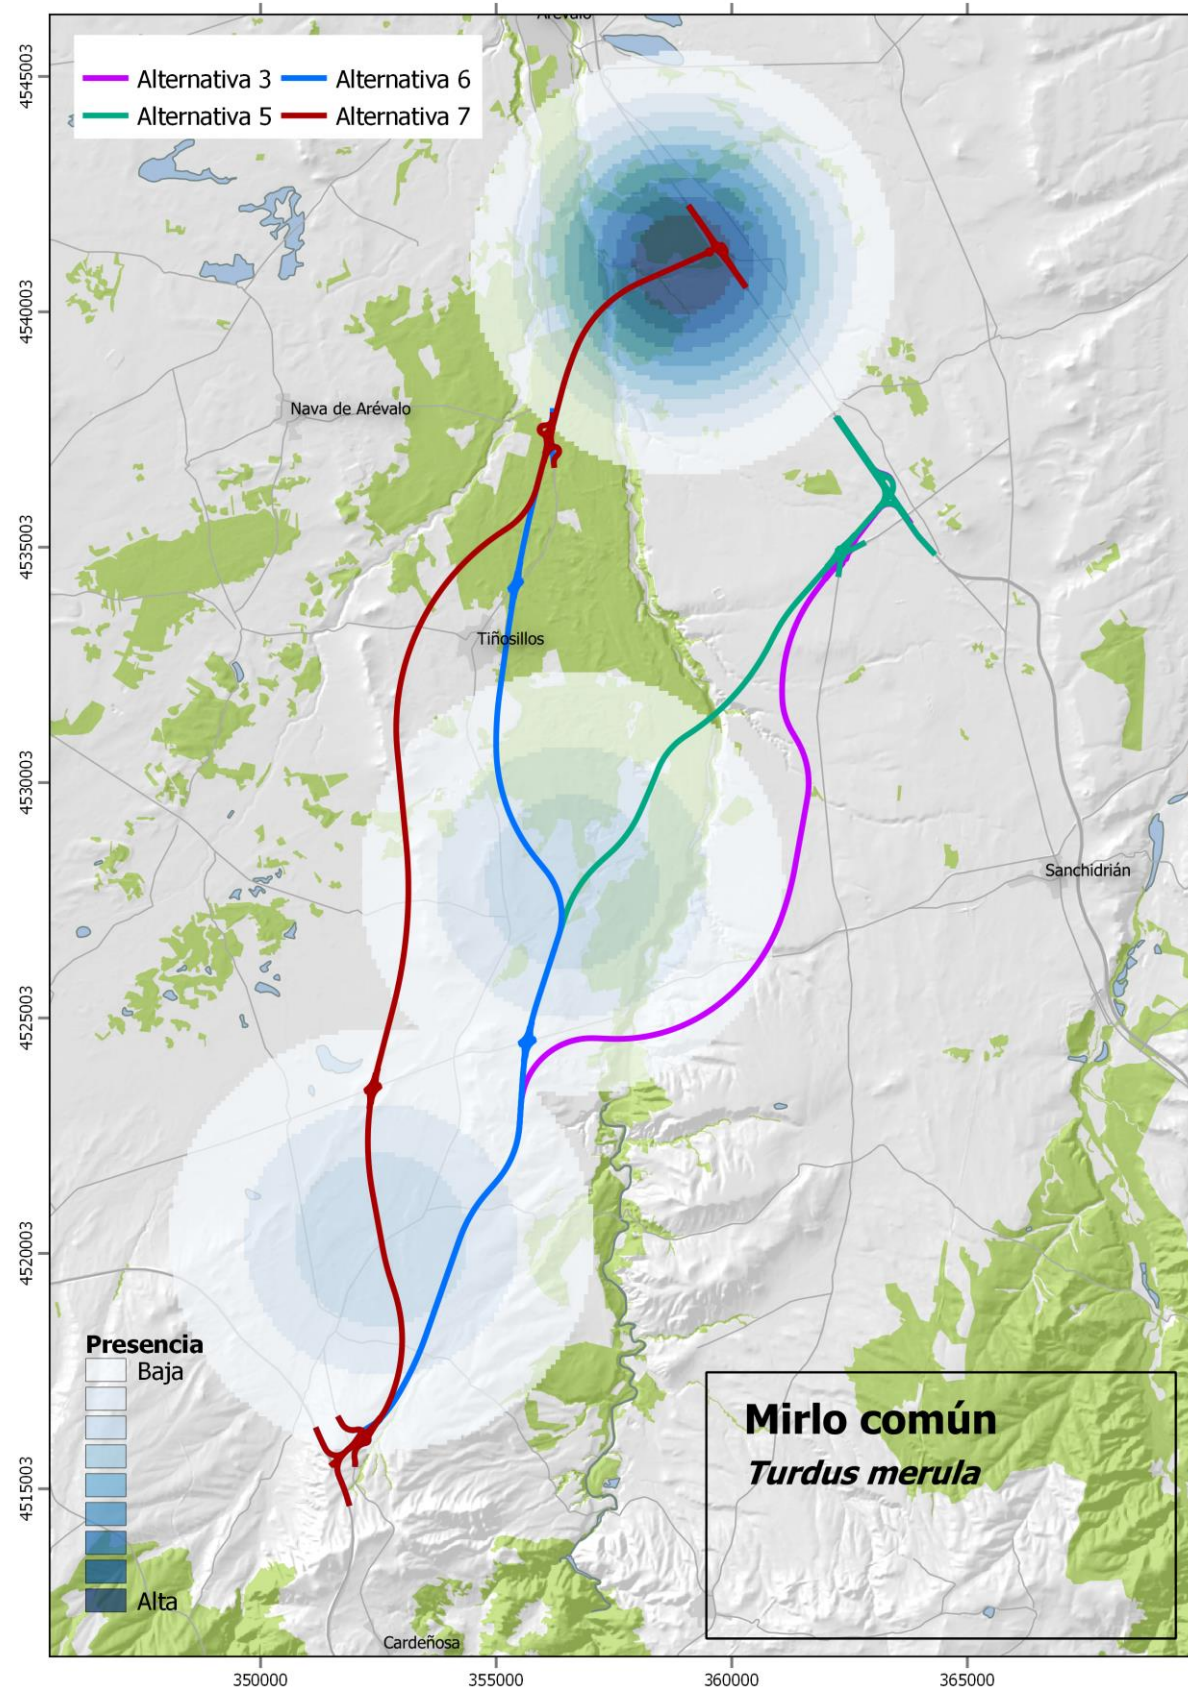 Arévalo
4545003
Alternativa 3
Alternativa 6
Alternativa 5
Alternativa 7
4540003
Nava de Arévalo
4535003
Tiñosillos
4530003
Sanchidrián
4525003
4520003
Presencia
Baja
Alta
4515003
Mirlo común
Turdus merula
Cardeñosa
350000
355000
360000
365000